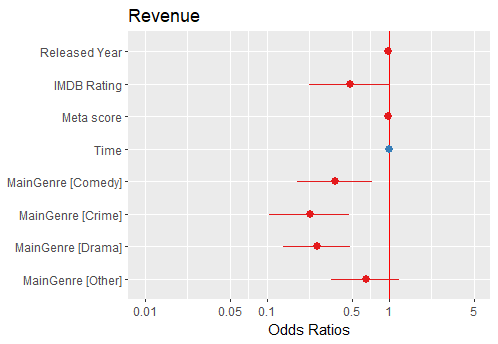 Revenue
Released Year
IMDB Rating
Meta score
Time
MainGenre [Comedy]
MainGenre [Crime]
MainGenre [Drama]
MainGenre [Other]
0.01 0.05 0.1 0.5 1 5
Odds Ratios